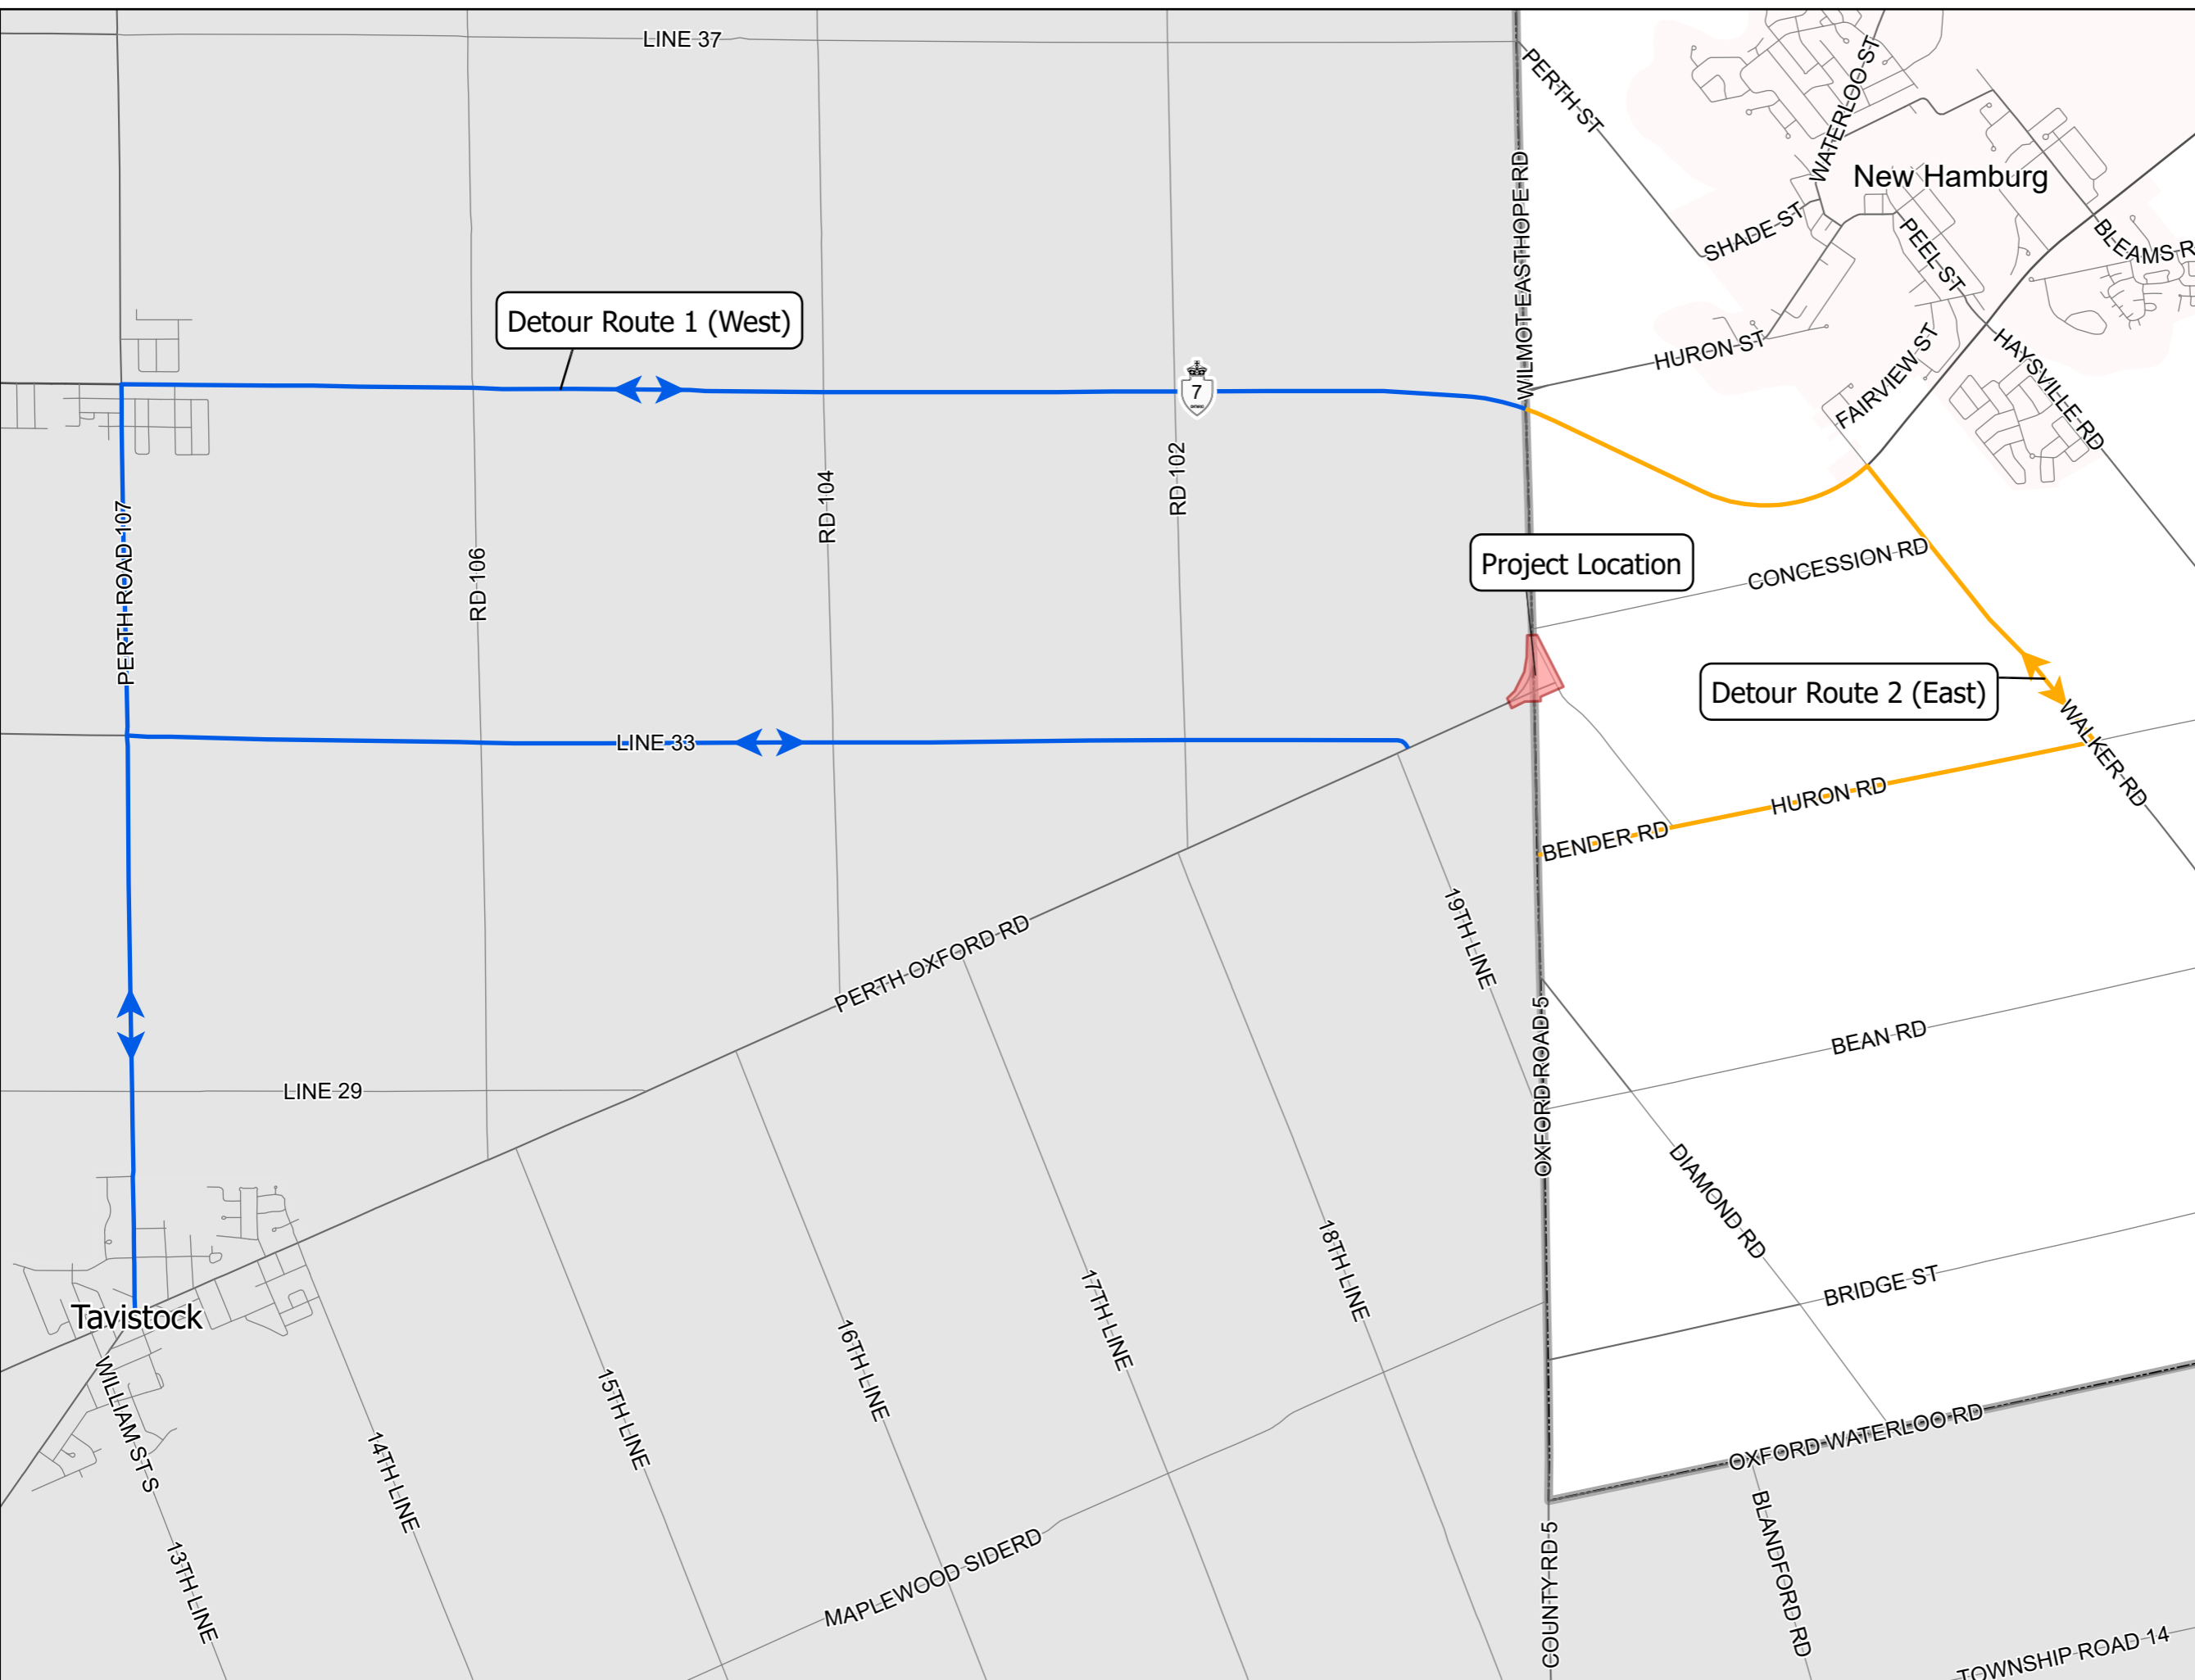 LINE 37
PERTH ST
WATERLOO ST
New Hamburg
WILMOT EASTHOPE RD
SHADE ST
PEEL ST
BLEAMS R
Detour Route 1 (West)
HURON ST
FAIRVIEW ST
HAYSVILLE RD
7
PERTH ROAD 107
RD 106
RD 104
RD 102
Project Location
CONCESSION RD
Detour Route 2 (East)
WALKER RD
LINE 33
HURON RD
BENDER RD
19TH LINE
PERTH OXFORD RD
OXFORD ROAD 5
BEAN RD
LINE 29
DIAMOND RD
BRIDGE ST
Tavistock
18TH LINE
17TH LINE
16TH LINE
15TH LINE
14TH LINE
WILLIAM ST S
13TH LINE
OXFORD WATERLOO RD
MAPLEWOOD SIDERD
COUNTY RD 5
BLANDFORD RD
TOWNSHIP ROAD 14